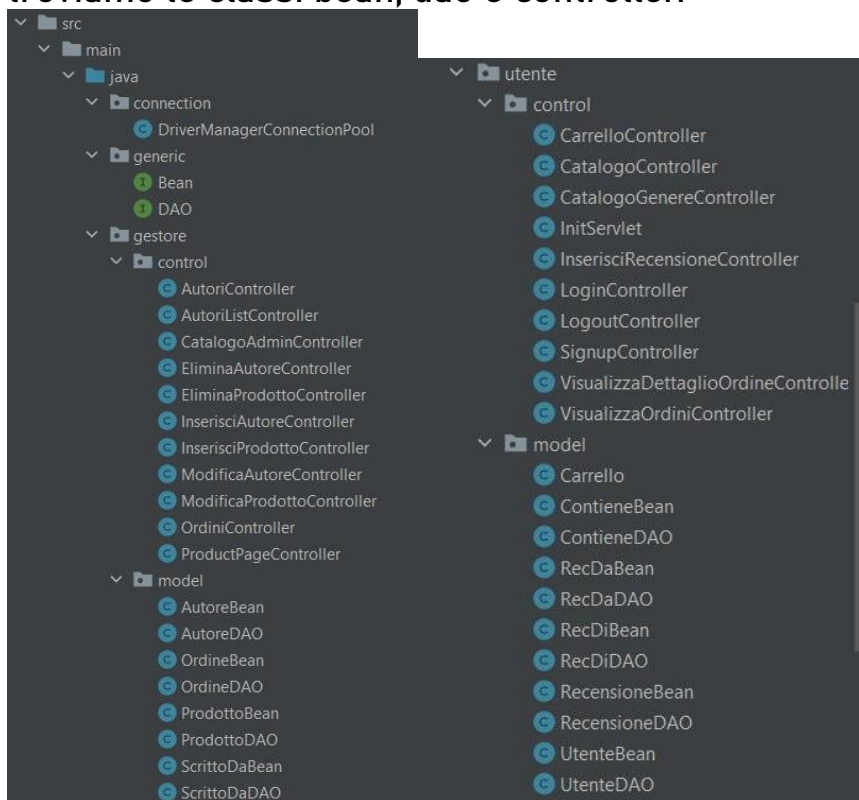 troviamo le classi bean, dao e controller.
src
main
java
connection
DriverManagerConnectionPool
generic
Bean
DAO
gestore
control
AutoriController
AutoriListController
CatalogoAdminController
EliminaAutoreController
EliminaProdottoController
InserisciAutoreController
InserisciProdottoController
ModificaAutoreController
ModificaProdottoController
OrdiniController
ProductPageController
model
AutoreBean
AutoreDAO
OrdineBean
OrdineDAO
ProdottoBean
ProdottoDAO
ScrittoDaBean
ScrittoDaDAO
utente
control
CarrelloController
CatalogoController
CatalogoGenereController
InitServlet
InserisciRecensioneController
LoginController
LogoutController
SignupController
VisualizzaDettaglioOrdineControlle
VisualizzaOrdiniController
model
Carrello
ContieneBean
ContieneDAO
RecDaBean
RecDaDAO
RecDiBean
RecDiDAO
RecensioneBean
RecensioneDAO
UtenteBean
UtenteDAO